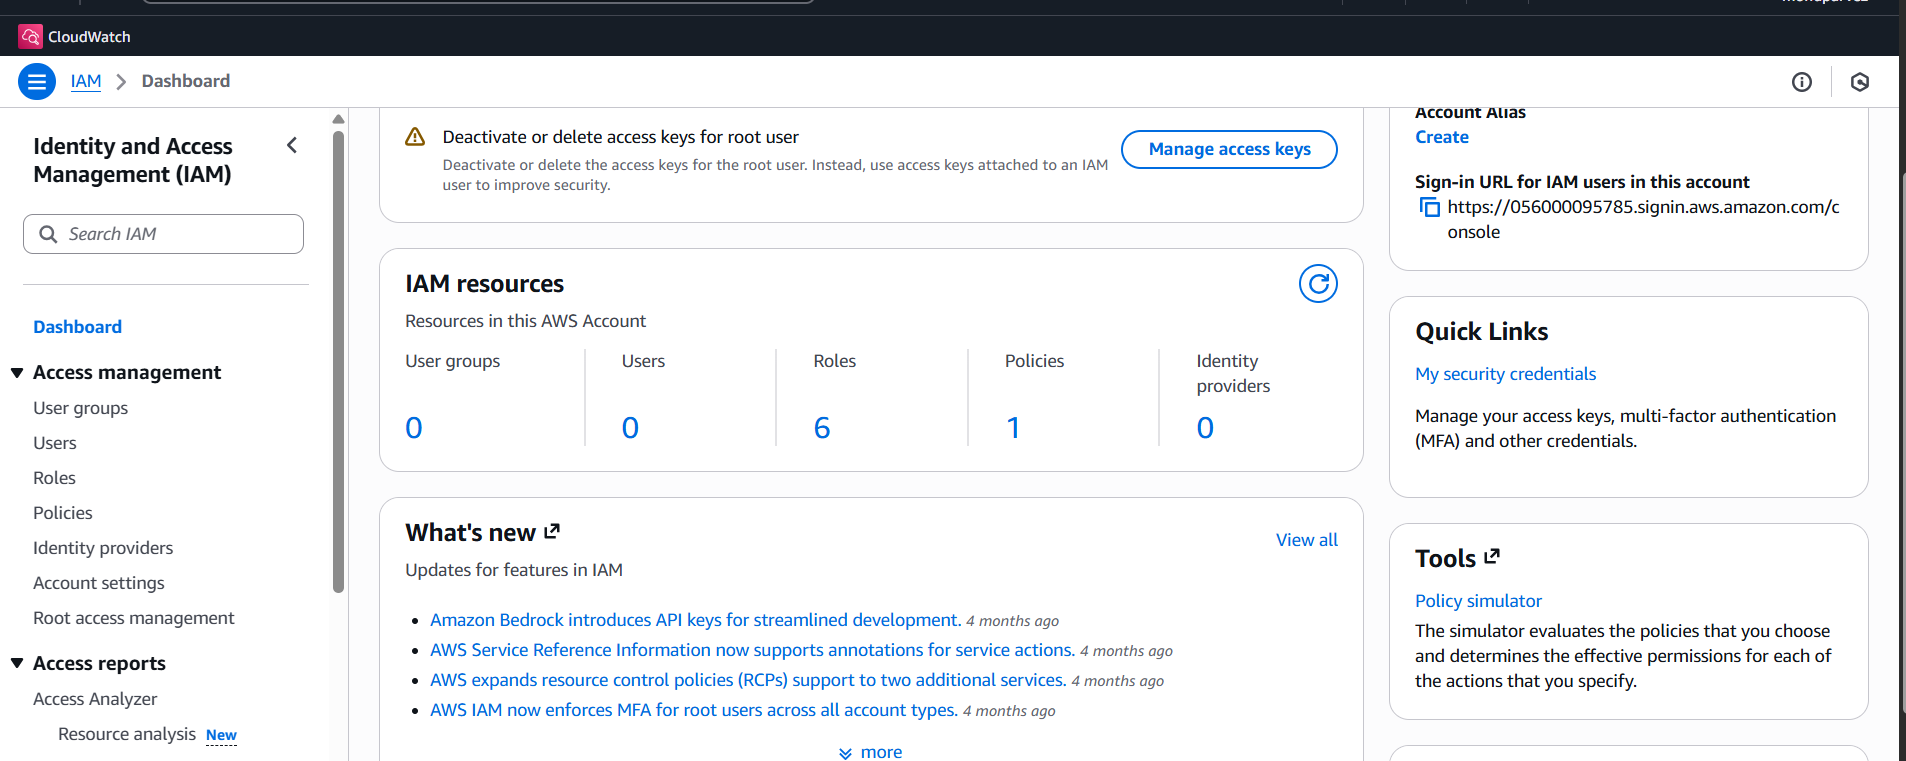 CloudWatch
IAM
Dashboard
Identity and Access
Management (IAM)
Search IAM
Dashboard
Access management
User groups
Users
Roles
Policies
Identity providers
Account settings
Root access management
Access reports
Access Analyzer
Resource analysis New
Deactivate or delete access keys for root user
Deactivate or delete the access keys for the root user. Instead, use access keys attached to an IAM
user to improve security.
Manage access keys
IAM resources
Resources in this AWS Account
User groups
0
Users
0
Roles
6
Policies
1
Identity
providers
0
What's new
View all
Updates for features in IAM
Amazon Bedrock introduces API keys for streamlined development. 4 months ago
AWS Service Reference Information now supports annotations for service actions. 4 months ago
AWS expands resource control policies (RCPs) support to two additional services. 4 months ago
AWS IAM now enforces MFA for root users across all account types. 4 months ago
more
Account Alias
Create
Sign-in URL for IAM users in this account
https://056000095785.signin.aws.amazon.com/c
onsole
Quick Links
My security credentials
Manage your access keys, multi-factor authentication
(MFA) and other credentials.
Tools
Policy simulator
The simulator evaluates the policies that you choose
and determines the effective permissions for each of
the actions that you specify.